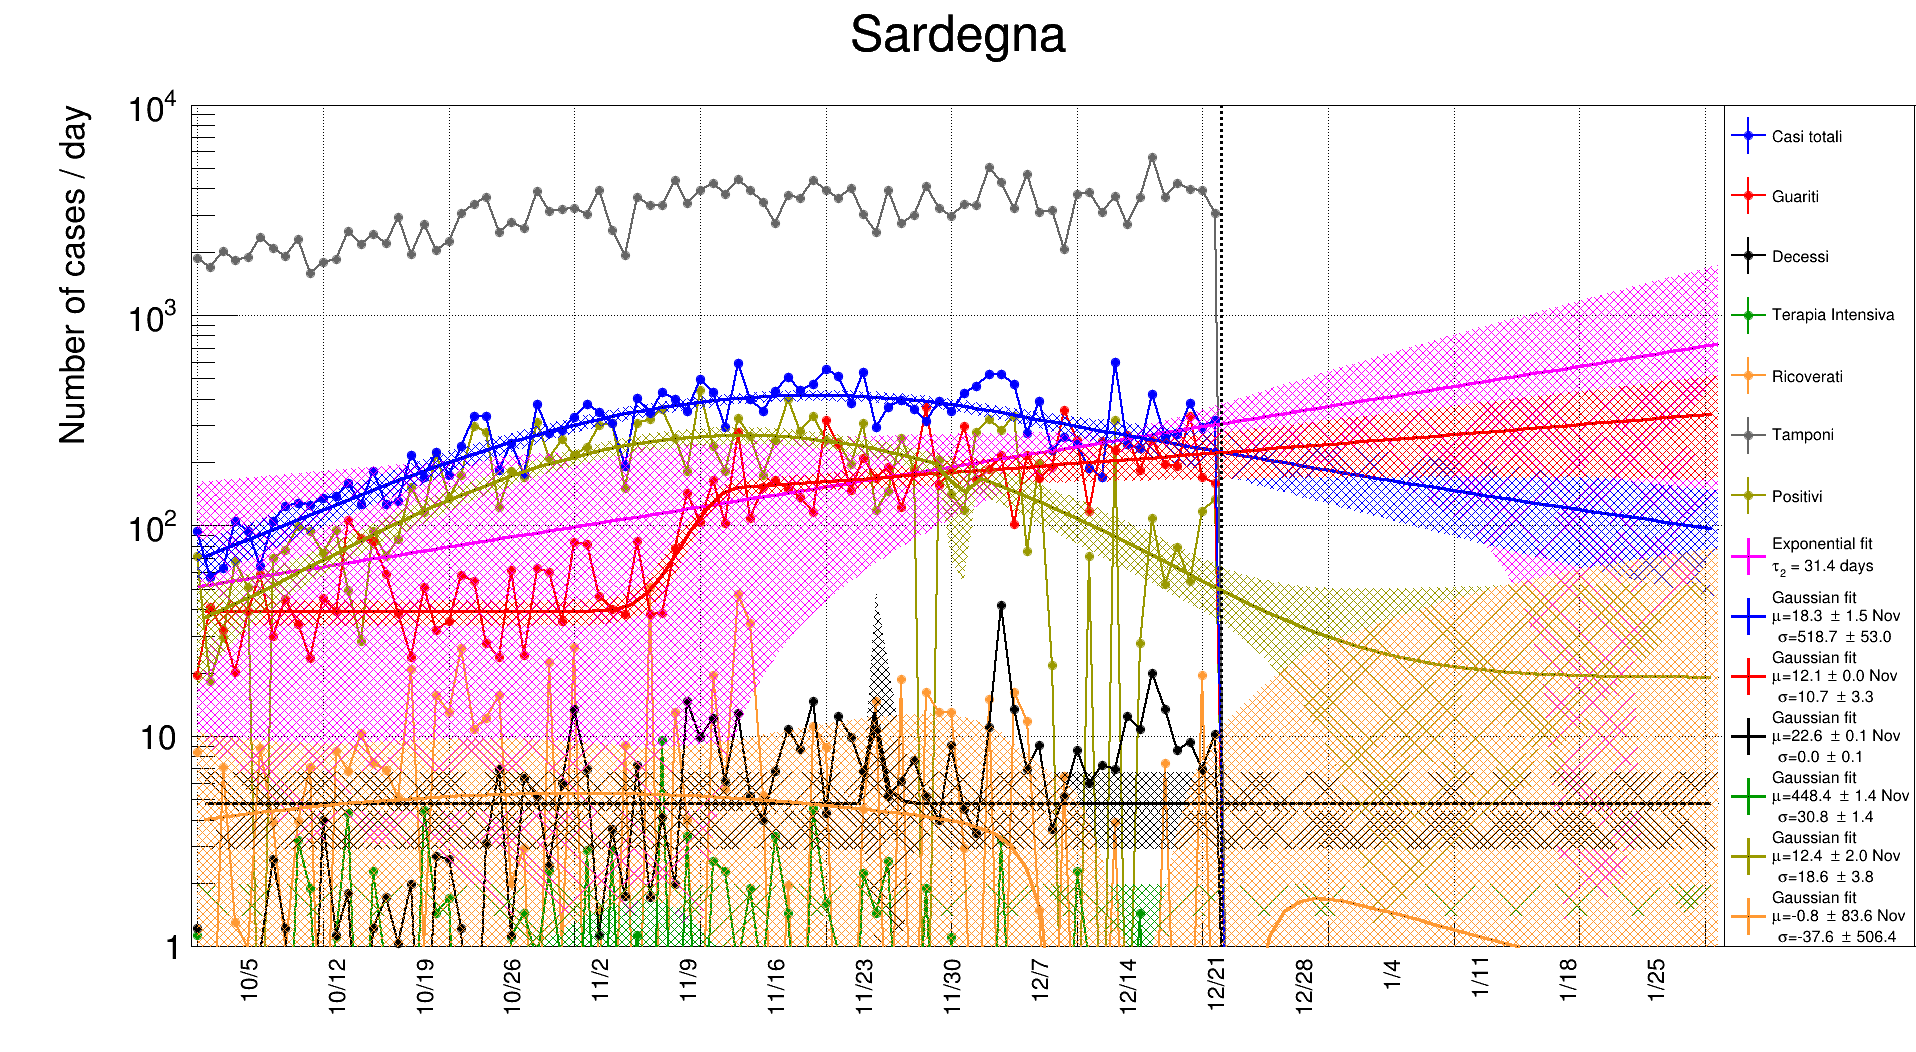 Sardegna
Number of cases / day
10⁴
10³
10²
10
1
10/5
10/12
10/19
10/26
11/2
11/9
11/16
11/23
11/30
12/7
12/14
12/21
12/28
1/4
1/11
1/18
1/25
Casi totali
Guariti
Decessi
Terapia Intensiva
Ricoverati
Tamponi
Positivi
Exponential fit
τ₂ = 31.4 days
Gaussian fit
μ=18.3 ± 1.5 Nov
σ=518.7 ± 53.0
Gaussian fit
μ=12.1 ± 0.0 Nov
σ=10.7 ± 3.3
Gaussian fit
μ=22.6 ± 0.1 Nov
σ=0.0 ± 0.1
Gaussian fit
μ=448.4 ± 1.4 Nov
σ=30.8 ± 1.4
Gaussian fit
μ=12.4 ± 2.0 Nov
σ=18.6 ± 3.8
Gaussian fit
μ=-0.8 ± 83.6 Nov
σ=-37.6 ± 506.4